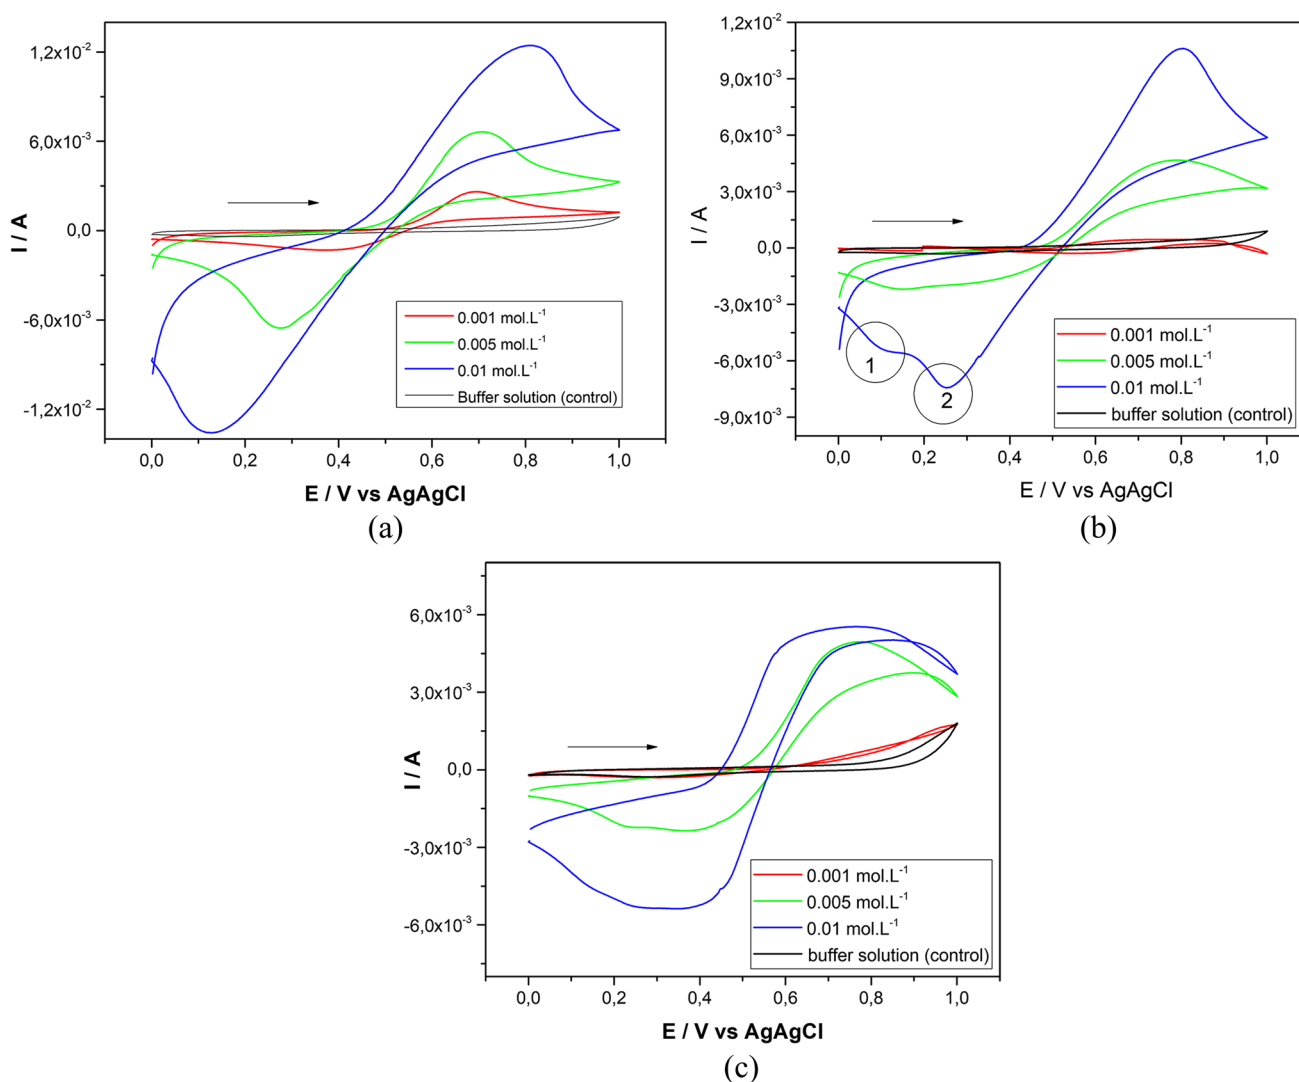 I / A
1,2x10⁻²
6,0x10⁻³
0,0
-6,0x10⁻³
-1,2x10⁻²
0.001 mol.L⁻¹
0.005 mol.L⁻¹
0.01 mol.L⁻¹
Buffer solution (control)
0,0 0,2 0,4 0,6 0,8 1,0
E / V vs AgAgCl
(a)
I / A
1,2x10⁻²
9,0x10⁻³
6,0x10⁻³
3,0x10⁻³
0,0
-3,0x10⁻³
-6,0x10⁻³
-9,0x10⁻³
1
2
0.001 mol.L⁻¹
0.005 mol.L⁻¹
0.01 mol.L⁻¹
buffer solution (control)
0,0 0,2 0,4 0,6 0,8 1,0
E / V vs AgAgCl
(b)
I / A
6,0x10⁻³
3,0x10⁻³
0,0
-3,0x10⁻³
-6,0x10⁻³
0.001 mol.L⁻¹
0.005 mol.L⁻¹
0.01 mol.L⁻¹
buffer solution (control)
0,0 0,2 0,4 0,6 0,8 1,0
E / V vs AgAgCl
(c)